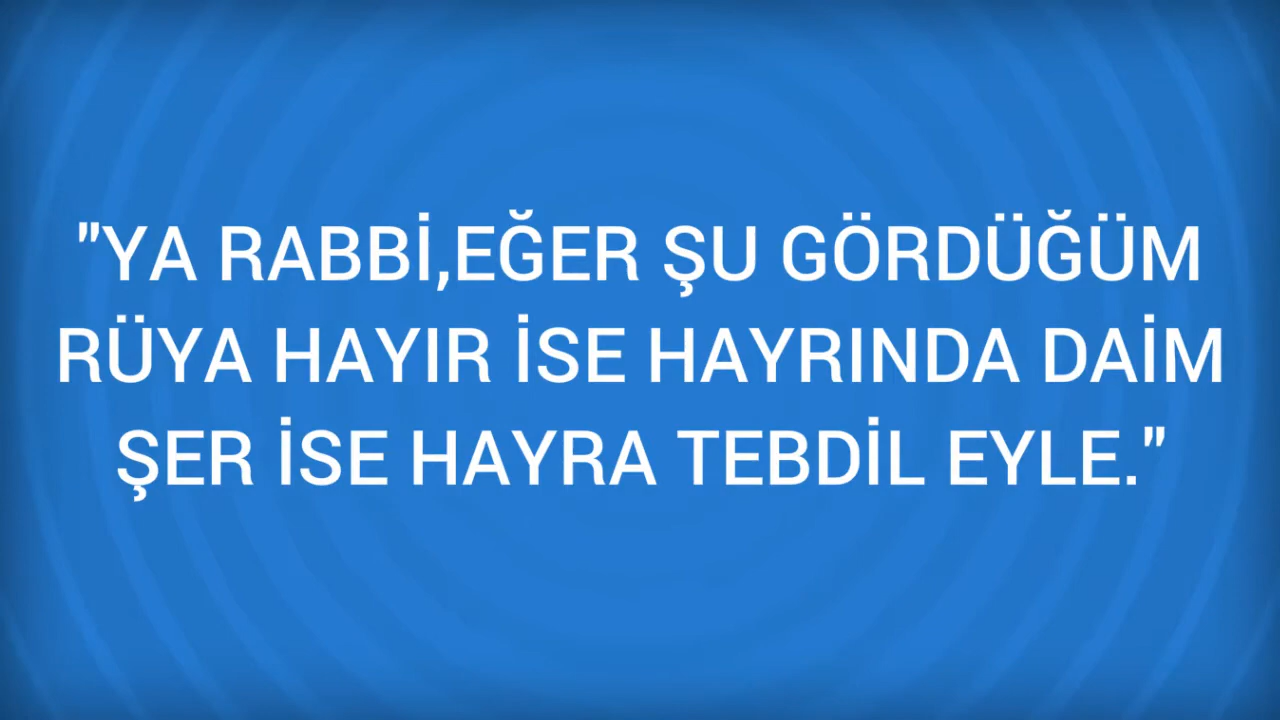 "YA RABBİ,EĞER ŞU GÖRDÜĞÜM
RÜYA HAYIR İSE HAYRINDA DAİM
ŞER İSE HAYRA TEBDİL EYLE."